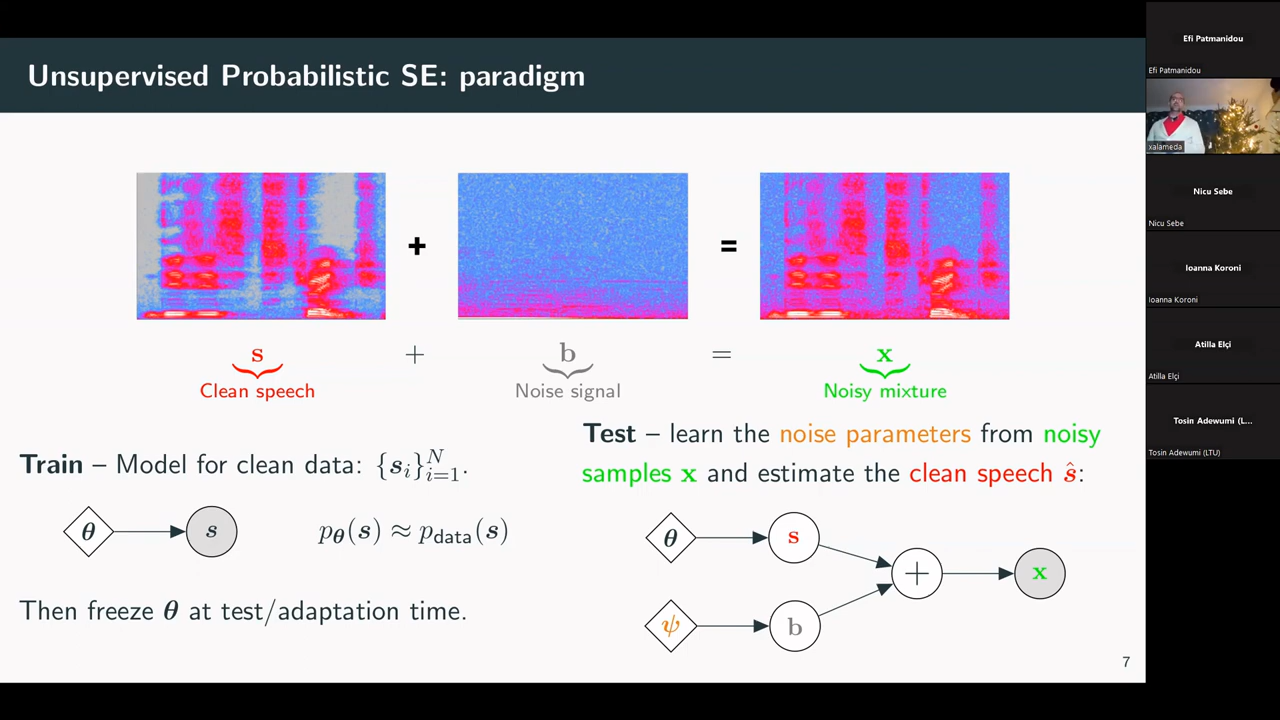 Unsupervised Probabilistic SE: paradigm
+ =
s + b = x
Clean speech Noise signal Noisy mixture
Train – Model for clean data: {s_i}_{i=1}^N.
θ s p_θ(s) ≈ p_data(s)
Then freeze θ at test/adaptation time.
Test – learn the noise parameters from noisy
samples x and estimate the clean speech ŝ:
θ s
+ x
ψ b
7
Efi Patmanidou
Efi Patmanidou
xalameda
Nicu Sebe
Nicu Sebe
Ioanna Koroni
Ioanna Koroni
Atilla Elçi
Atilla Elçi
Tosin Adewumi (L...
Tosin Adewumi (LTU)